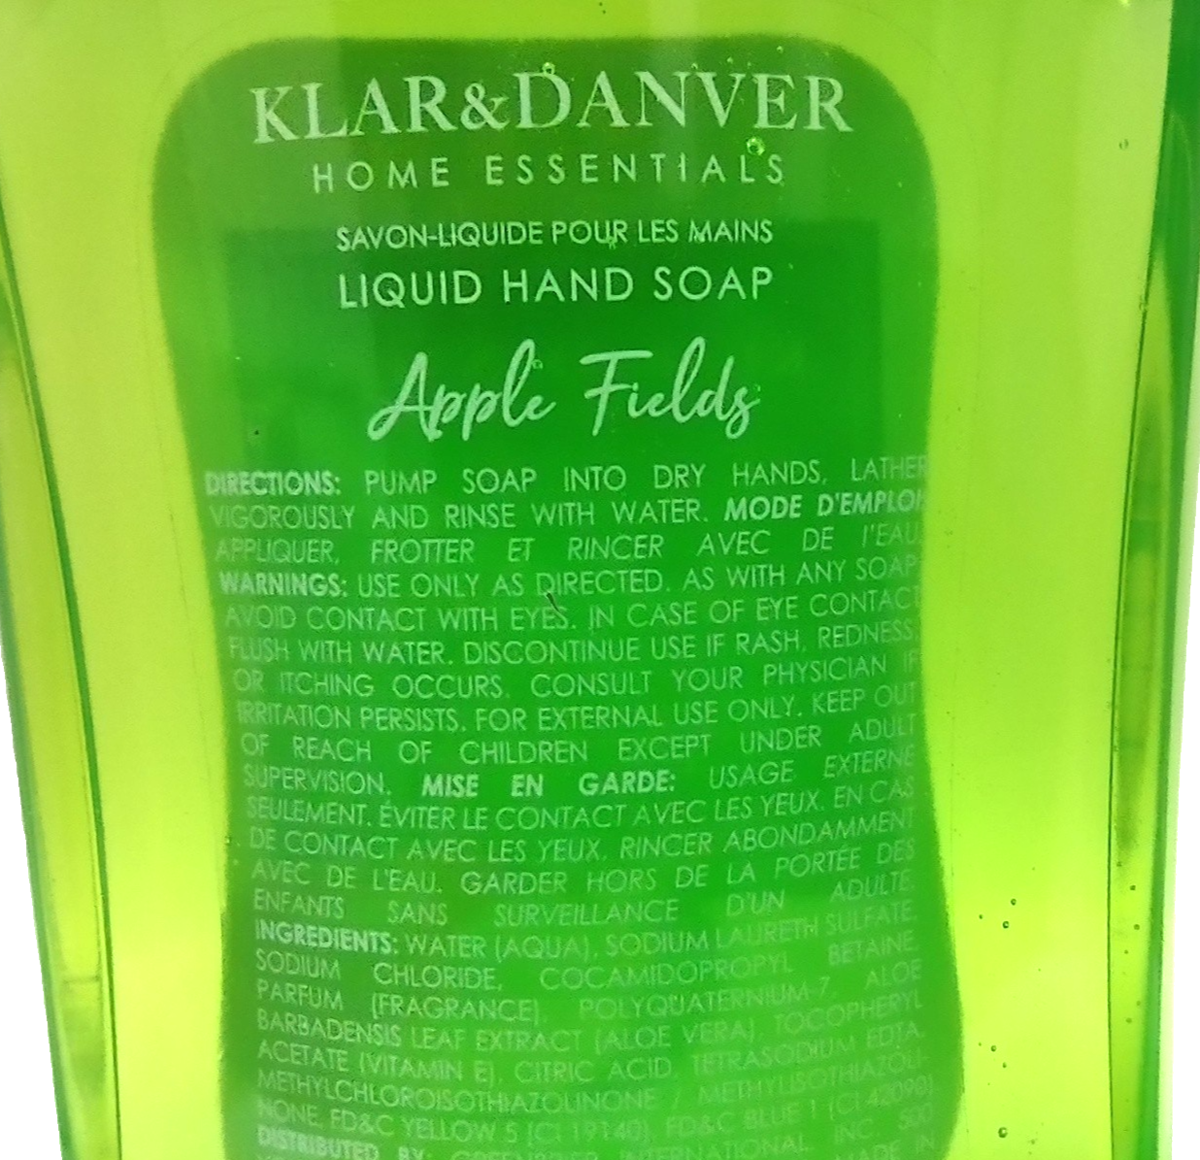 KLAR&DANVER
HOME ESSENTIALS
SAVON-LIQUIDE POUR LES MAINS
LIQUID HAND SOAP
Apple Fields
DIRECTIONS: PUMP SOAP INTO DRY HANDS, LATHER
VIGOROUSLY AND RINSE WITH WATER. MODE D'EMPLOI:
APPLIQUER, FROTTER ET RINCER AVEC DE l'EAU.
WARNINGS: USE ONLY AS DIRECTED. AS WITH ANY SOAP
AVOID CONTACT WITH EYES. IN CASE OF EYE CONTACT
FLUSH WITH WATER. DISCONTINUE USE IF RASH, REDNESS,
OR ITCHING OCCURS. CONSULT YOUR PHYSICIAN IF
IRRITATION PERSISTS. FOR EXTERNAL USE ONLY. KEEP OUT
OF REACH OF CHILDREN EXCEPT UNDER ADULT
SUPERVISION. MISE EN GARDE: USAGE EXTERNE
SEULEMENT. ÉVITER LE CONTACT AVEC LES YEUX. EN CAS
DE CONTACT AVEC LES YEUX, RINCER ABONDAMMENT
AVEC DE L'EAU. GARDER HORS DE LA PORTÉE DES
ENFANTS SANS SURVEILLANCE D'UN ADULTE.
INGREDIENTS: WATER (AQUA), SODIUM LAURETH SULFATE,
SODIUM CHLORIDE, COCAMIDOPROPYL BETAINE,
PARFUM (FRAGRANCE), POLYQUATERNIUM-7, ALOE
BARBADENSIS LEAF EXTRACT (ALOE VERA), TOCOPHERYL
ACETATE (VITAMIN E), CITRIC ACID, TETRASODIUM EDTA,
METHYLCHLOROISOTHIAZOLINONE / METHYLISOTHIAZOLI-
NONE, FD&C YELLOW 5 (CI 19140), FD&C BLUE 1 (CI 42090).
DISTRIBUTED BY: GREENBRIER INTERNATIONAL, INC. 500
MADE IN